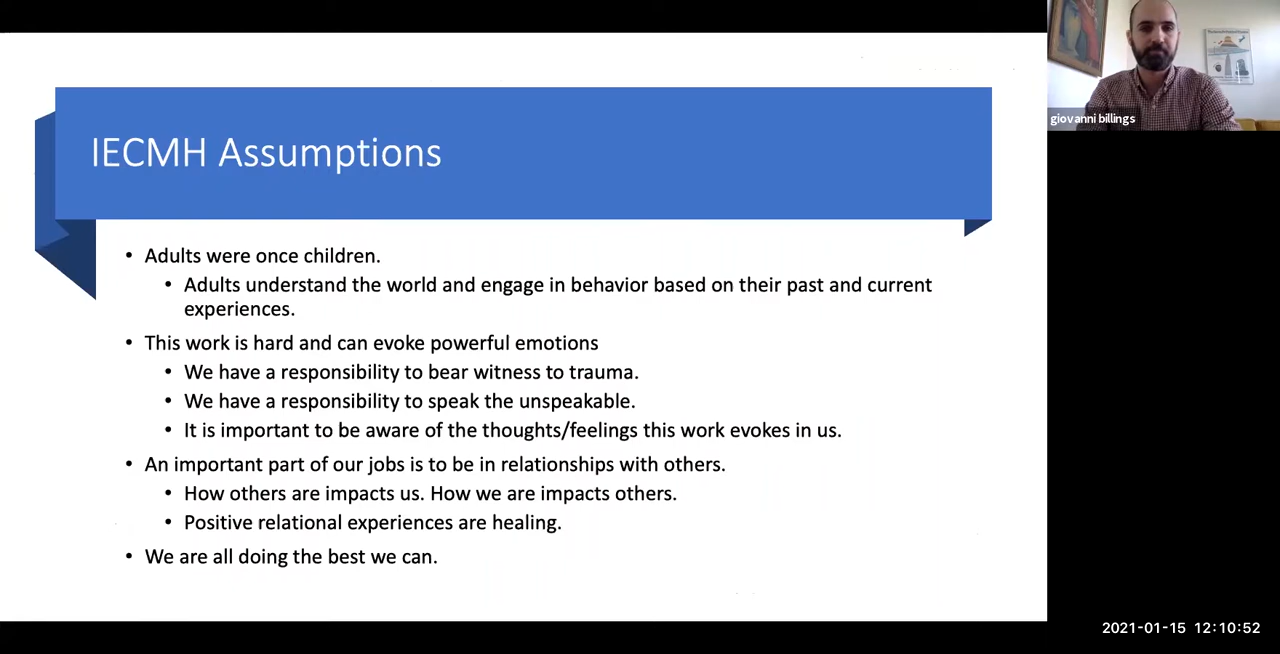 IECMH Assumptions
• Adults were once children.
• Adults understand the world and engage in behavior based on their past and current
experiences.
• This work is hard and can evoke powerful emotions
• We have a responsibility to bear witness to trauma.
• We have a responsibility to speak the unspeakable.
• It is important to be aware of the thoughts/feelings this work evokes in us.
• An important part of our jobs is to be in relationships with others.
• How others are impacts us. How we are impacts others.
• Positive relational experiences are healing.
• We are all doing the best we can.
giovanni billings
2021-01-15 12:10:52